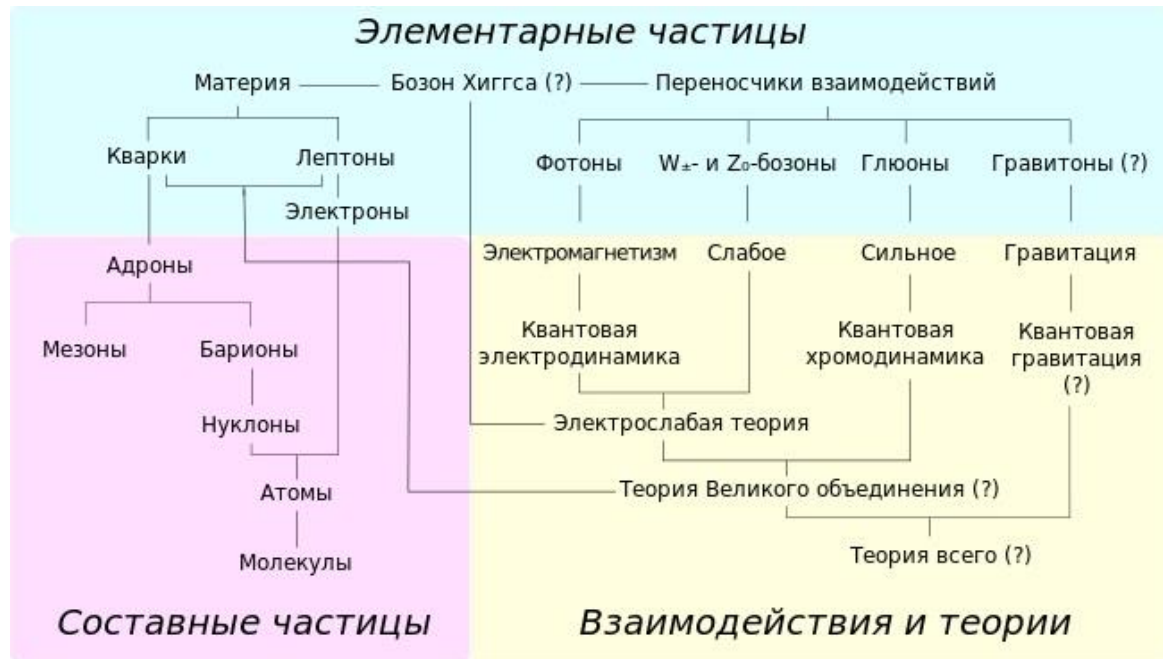 Элементарные частицы
Материя
Бозон Хиггса (?)
Переносчики взаимодействий
Кварки
Лептоны
Фотоны
W±- и Z₀-бозоны
Глюоны
Гравитоны (?)
Электроны
Адроны
Электромагнетизм
Слабое
Сильное
Гравитация
Мезоны
Барионы
Квантовая
электродинамика
Квантовая
хромодинамика
Квантовая
гравитация
(?)
Нуклоны
Электрослабая теория
Атомы
Теория Великого объединения (?)
Молекулы
Теория всего (?)
Составные частицы
Взаимодействия и теории